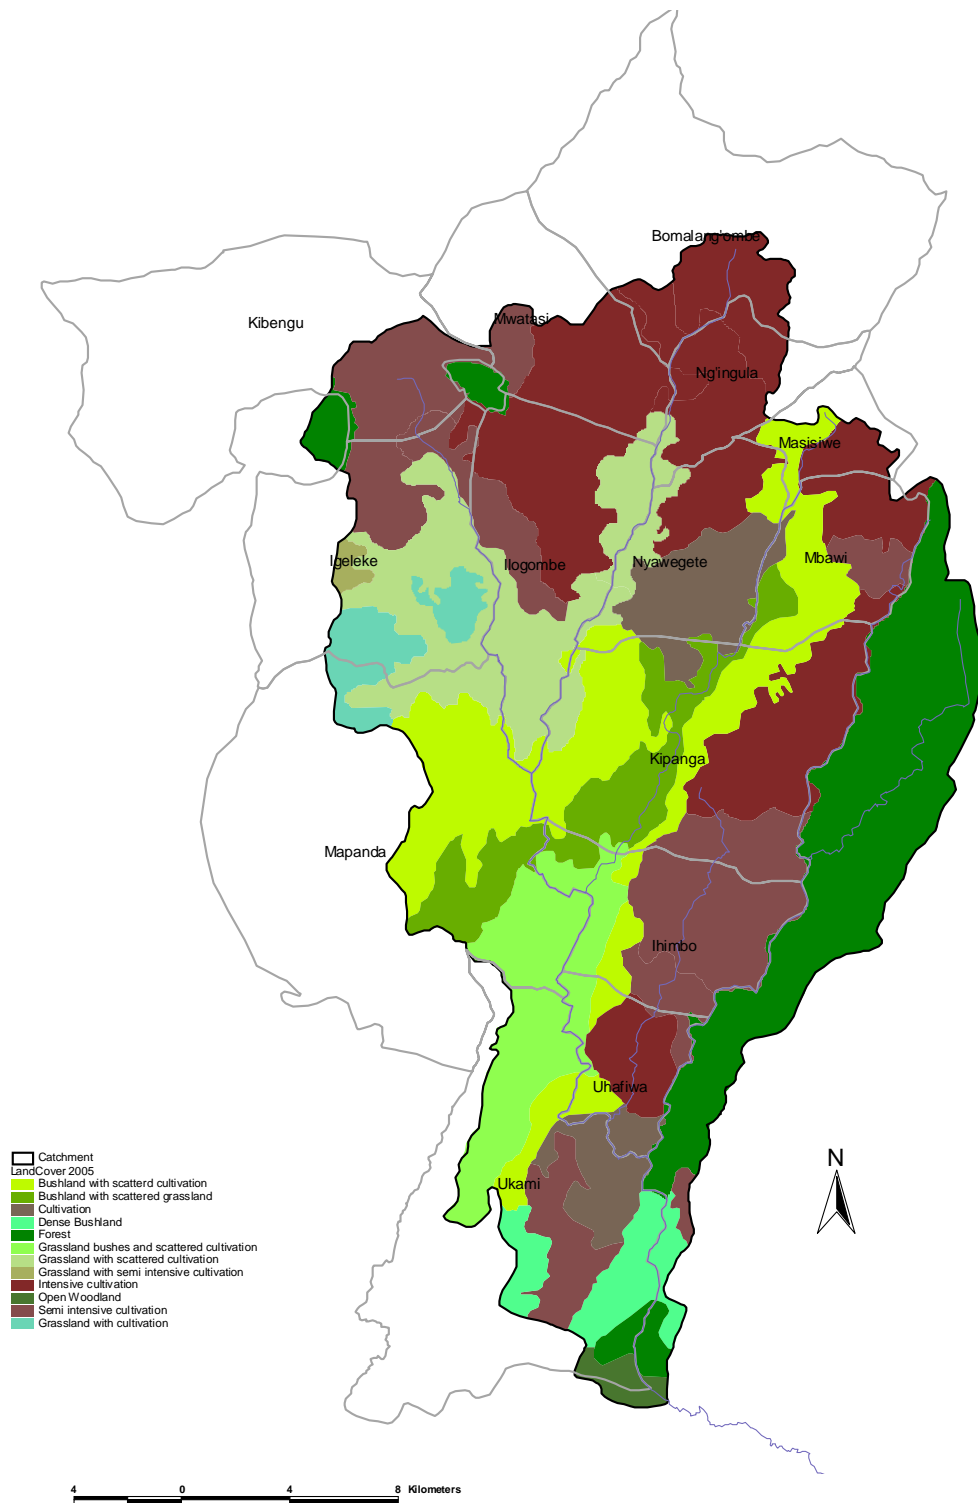 Bomalang'ombe
Kibengu
Mwatasi
Ng'ingula
Masisiwe
Igeleke
Ilogombe
Nyawegete
Mbawi
Kipanga
Mapanda
Ihimbo
Uhafiwa
Ukami
N
Catchment
LandCover 2005
Bushland with scatterd cultivation
Bushland with scattered grassland
Cultivation
Dense Bushland
Forest
Grassland bushes and scattered cultivation
Grassland with scattered cultivation
Grassland with semi intensive cultivation
Intensive cultivation
Open Woodland
Semi intensive cultivation
Grassland with cultivation
4 0 4 8 Kilometers